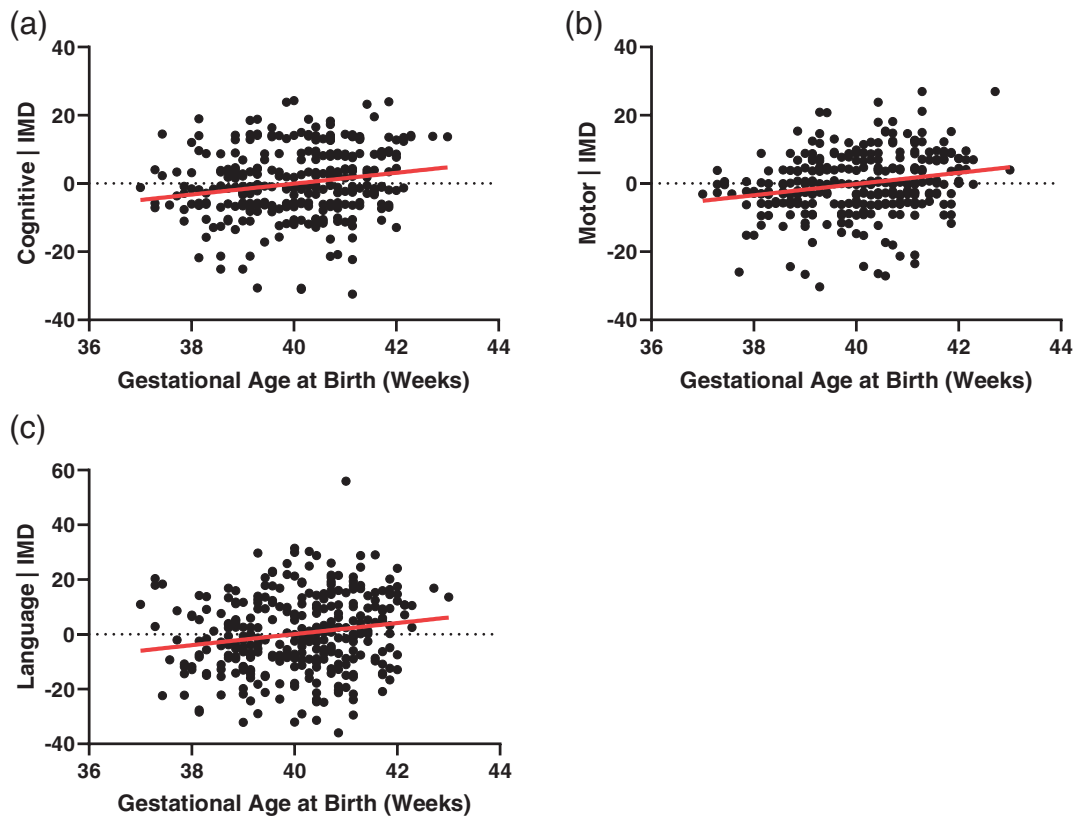 (a)
40
20
0
-20
-40
Cognitive | IMD
36 38 40 42 44
Gestational Age at Birth (Weeks)
(b)
40
20
0
-20
-40
Motor | IMD
36 38 40 42 44
Gestational Age at Birth (Weeks)
(c)
60
40
20
0
-20
-40
Language | IMD
36 38 40 42 44
Gestational Age at Birth (Weeks)